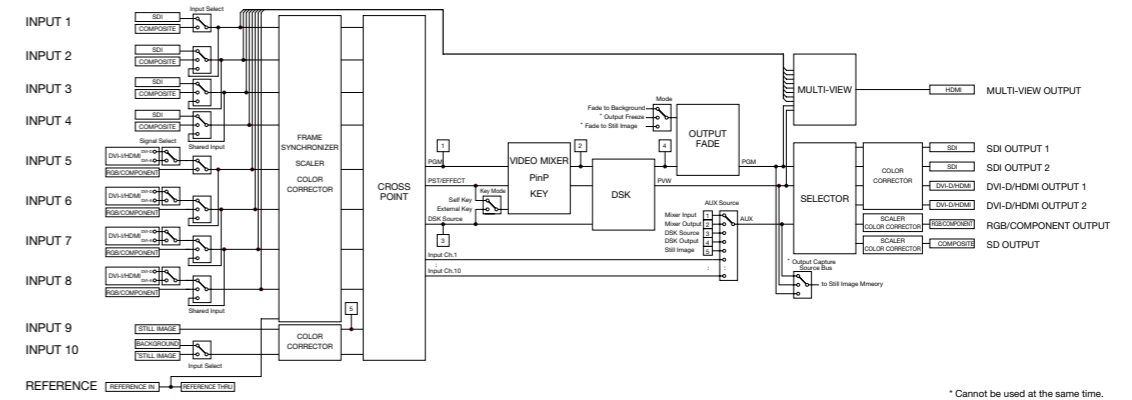 Input Select
INPUT 1
SDI
COMPOSITE
INPUT 2
SDI
COMPOSITE
INPUT 3
SDI
COMPOSITE
INPUT 4
SDI
COMPOSITE
Shared Input
Signal Select
INPUT 5
DVI-I/HDMI
DVI-D
DVI-A
RGB/COMPONENT
INPUT 6
DVI-I/HDMI
DVI-D
DVI-A
RGB/COMPONENT
INPUT 7
DVI-I/HDMI
DVI-D
DVI-A
RGB/COMPONENT
INPUT 8
DVI-I/HDMI
DVI-D
DVI-A
RGB/COMPONENT
Shared Input
INPUT 9
STILL IMAGE
INPUT 10
BACKGROUND
*STILL IMAGE
Input Select
REFERENCE
REFERENCE IN
REFERENCE THRU
FRAME
SYNCHRONIZER
SCALER
COLOR
CORRECTOR
COLOR
CORRECTOR
5
CROSS
POINT
1
PGM
PST/EFFECT
Key Mode
Self Key
External Key
DSK Source
3
Input Ch.1
:
Input Ch.10
VIDEO MIXER
PinP
KEY
2
DSK
4
Mode
Fade to Background
* Output Freeze
* Fade to Still Image
OUTPUT
FADE
PGM
PVW
AUX Source
Mixer Input 1
Mixer Output 2
DSK Source 3
DSK Output 4
Still Image 5
: :
AUX
MULTI-VIEW
HDMI
MULTI-VIEW OUTPUT
SELECTOR
COLOR
CORRECTOR
SCALER
COLOR CORRECTOR
SCALER
COLOR CORRECTOR
SDI
SDI OUTPUT 1
SDI
SDI OUTPUT 2
DVI-D/HDMI
DVI-D/HDMI OUTPUT 1
DVI-D/HDMI
DVI-D/HDMI OUTPUT 2
RGB/COMPONENT
RGB/COMPONENT OUTPUT
COMPOSITE
SD OUTPUT
* Output Capture
Source Bus
to Still Image Mmeory
* Cannot be used at the same time.